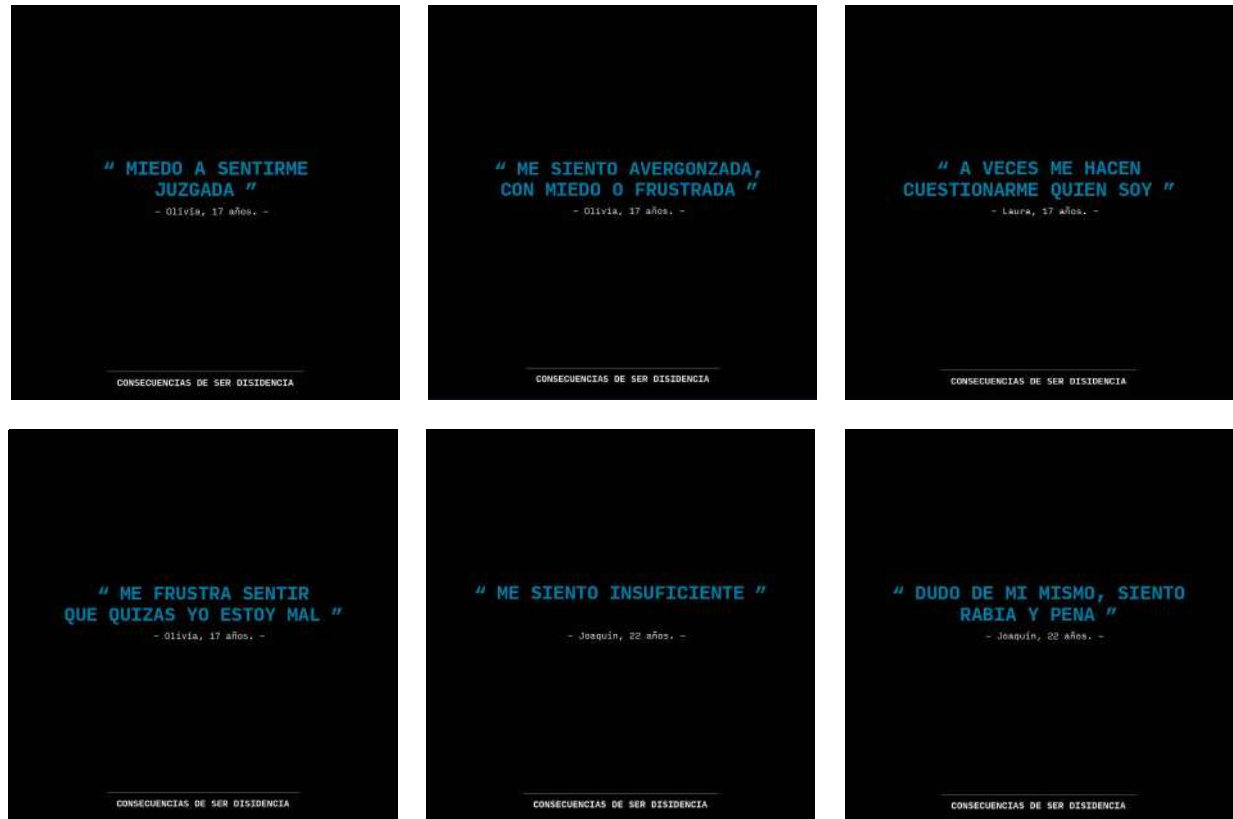 “ MIEDO A SENTIRME
JUZGADA ”
– Olivia, 17 años. –
CONSECUENCIAS DE SER DISIDENCIA
“ ME SIENTO AVERGONZADA,
CON MIEDO O FRUSTRADA ”
– Olivia, 17 años. –
CONSECUENCIAS DE SER DISIDENCIA
“ A VECES ME HACEN
CUESTIONARME QUIEN SOY ”
– Laura, 17 años. –
CONSECUENCIAS DE SER DISIDENCIA
“ ME FRUSTRA SENTIR
QUE QUIZAS YO ESTOY MAL ”
– Olivia, 17 años. –
CONSECUENCIAS DE SER DISIDENCIA
“ ME SIENTO INSUFICIENTE ”
– Joaquín, 22 años. –
CONSECUENCIAS DE SER DISIDENCIA
“ DUDO DE MI MISMO, SIENTO
RABIA Y PENA ”
– Joaquín, 22 años. –
CONSECUENCIAS DE SER DISIDENCIA